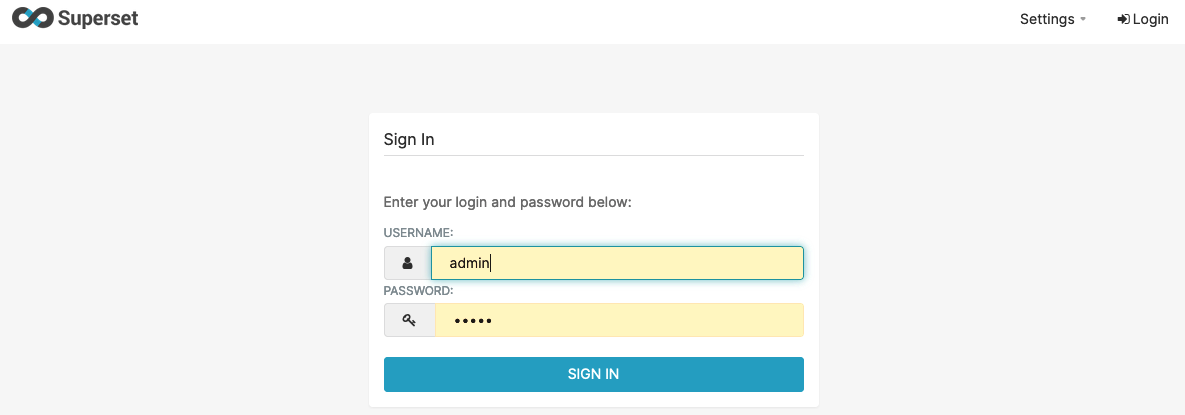 Superset
Settings Login
Sign In
Enter your login and password below:
USERNAME:
admin
PASSWORD:
•••••
SIGN IN